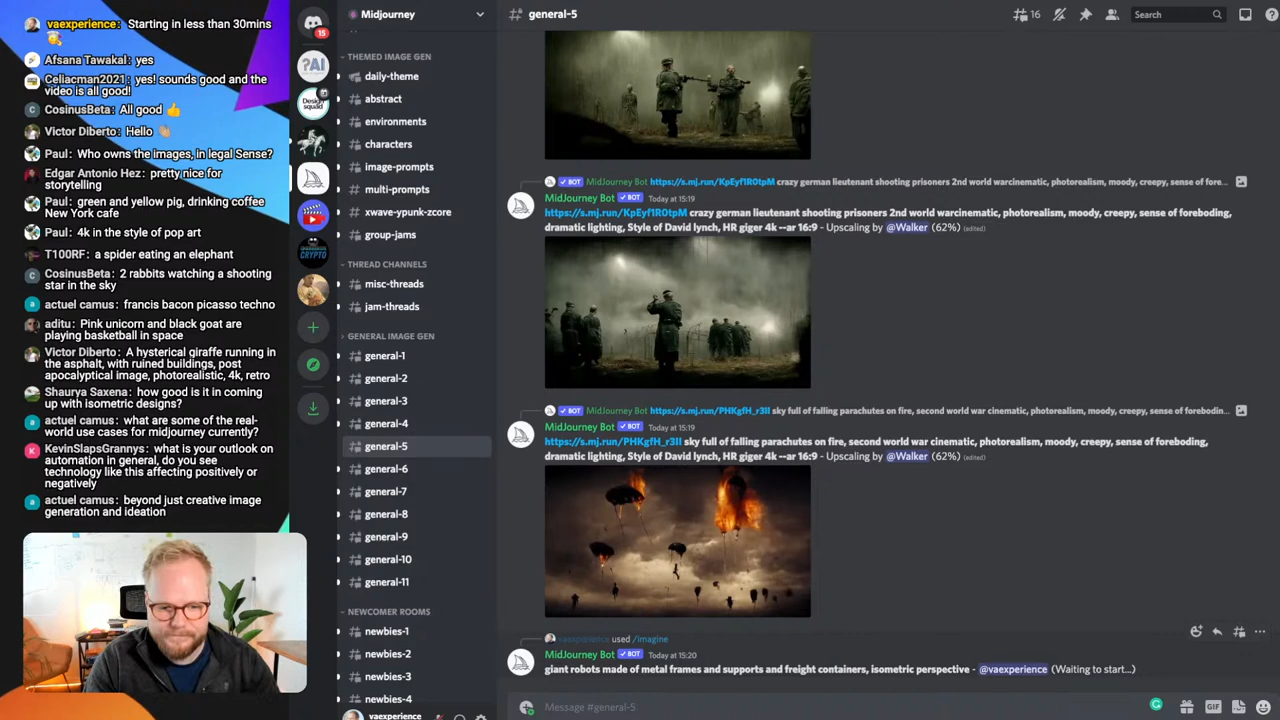 vaexperience: Starting in less than 30mins
Afsana Tawakal: yes
Celiacman2021: yes! sounds good and the
video is all good!
C CosinusBeta: All good
Victor Diberto: Hello
Paul: Who owns the images, in legal Sense?
Edgar Antonio Hez: pretty nice for
storytelling
Paul: green and yellow pig, drinking coffee
New York cafe
Paul: 4k in the style of pop art
T100RF: a spider eating an elephant
C CosinusBeta: 2 rabbits watching a shooting
star in the sky
a actuel camus: francis bacon picasso techno
aditu: Pink unicorn and black goat are
playing basketball in space
Victor Diberto: A hysterical giraffe running in
the asphalt, with ruined buildings, post
apocalyptical image, photorealistic, 4k, retro
Shaurya Saxena: how good is it in coming
up with isometric designs?
a actuel camus: what are some of the real-
world use cases for midjourney currently?
K KevinSlapsGrannys: what is your outlook on
automation in general, do you see
technology like this affecting positively or
negatively
a actuel camus: beyond just creative image
generation and ideation
15
PAI
Design
squad
CRYPTO
Midjourney
THEMED IMAGE GEN
daily-theme
abstract
environments
characters
image-prompts
multi-prompts
xwave-ypunk-zcore
group-jams
THREAD CHANNELS
misc-threads
jam-threads
GENERAL IMAGE GEN
general-1
general-2
general-3
general-4
general-5
general-6
general-7
general-8
general-9
general-10
general-11
NEWCOMER ROOMS
newbies-1
newbies-2
newbies-3
newbies-4
vaexperience
general-5
16
Search
BOT MidJourney Bot https://s.mj.run/KpEyf1R0tpM crazy german lieutenant shooting prisoners 2nd world warcinematic, photorealism, moody, creepy, sense of fore...
MidJourney Bot BOT Today at 15:19
https://s.mj.run/KpEyf1R0tpM crazy german lieutenant shooting prisoners 2nd world warcinematic, photorealism, moody, creepy, sense of foreboding,
dramatic lighting, Style of David lynch, HR giger 4k --ar 16:9 - Upscaling by @Walker (62%) (edited)
BOT MidJourney Bot https://s.mj.run/PHKgfH_r3lI sky full of falling parachutes on fire, second world war cinematic, photorealism, moody, creepy, sense of forebodin...
MidJourney Bot BOT Today at 15:19
https://s.mj.run/PHKgfH_r3lI sky full of falling parachutes on fire, second world war cinematic, photorealism, moody, creepy, sense of foreboding,
dramatic lighting, Style of David lynch, HR giger 4k --ar 16:9 - Upscaling by @Walker (62%) (edited)
vaexperience used /imagine
MidJourney Bot BOT Today at 15:20
giant robots made of metal frames and supports and freight containers, isometric perspective - @vaexperience (Waiting to start...)
Message #general-5
GIF